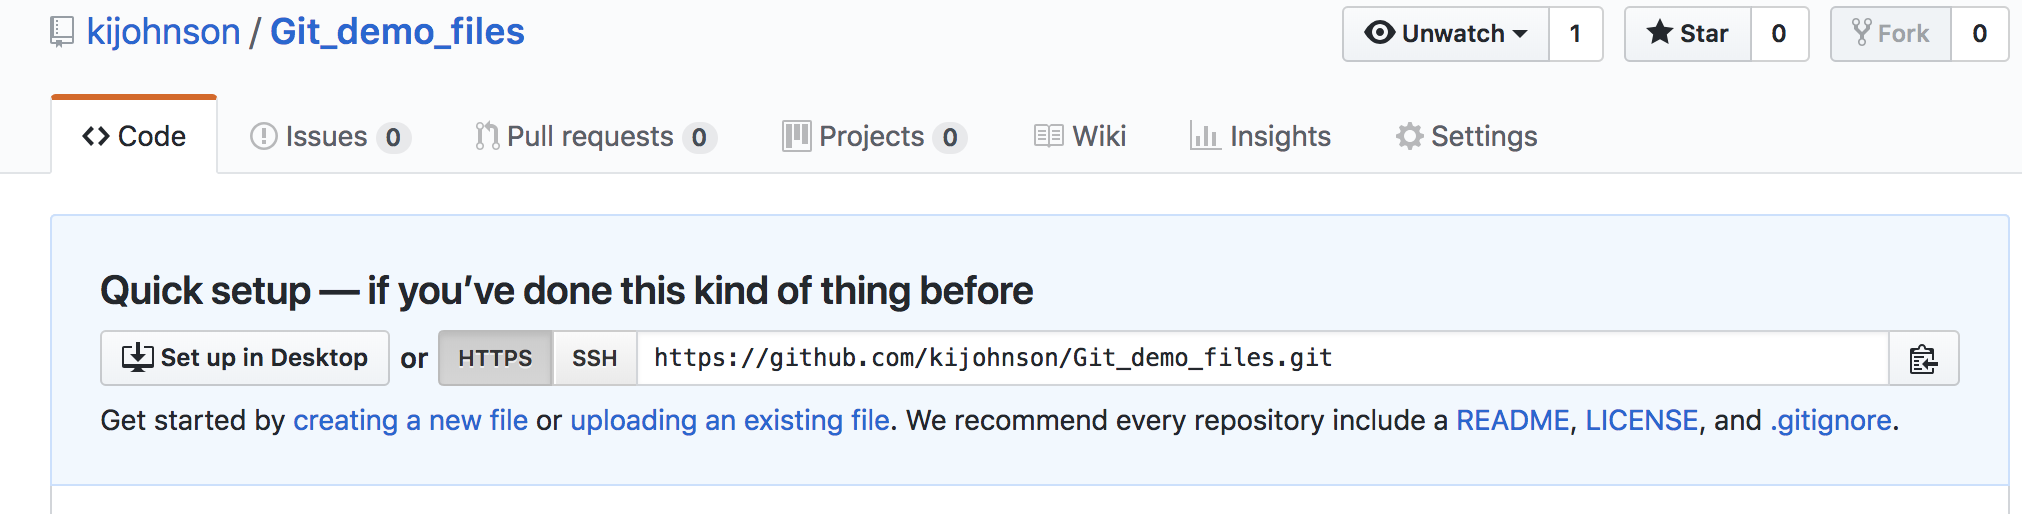 kijohnson / Git_demo_files
Unwatch 1 Star 0 Fork 0
Code Issues 0 Pull requests 0 Projects 0 Wiki Insights Settings
Quick setup — if you’ve done this kind of thing before
Set up in Desktop or HTTPS SSH https://github.com/kijohnson/Git_demo_files.git
Get started by creating a new file or uploading an existing file. We recommend every repository include a README, LICENSE, and .gitignore.